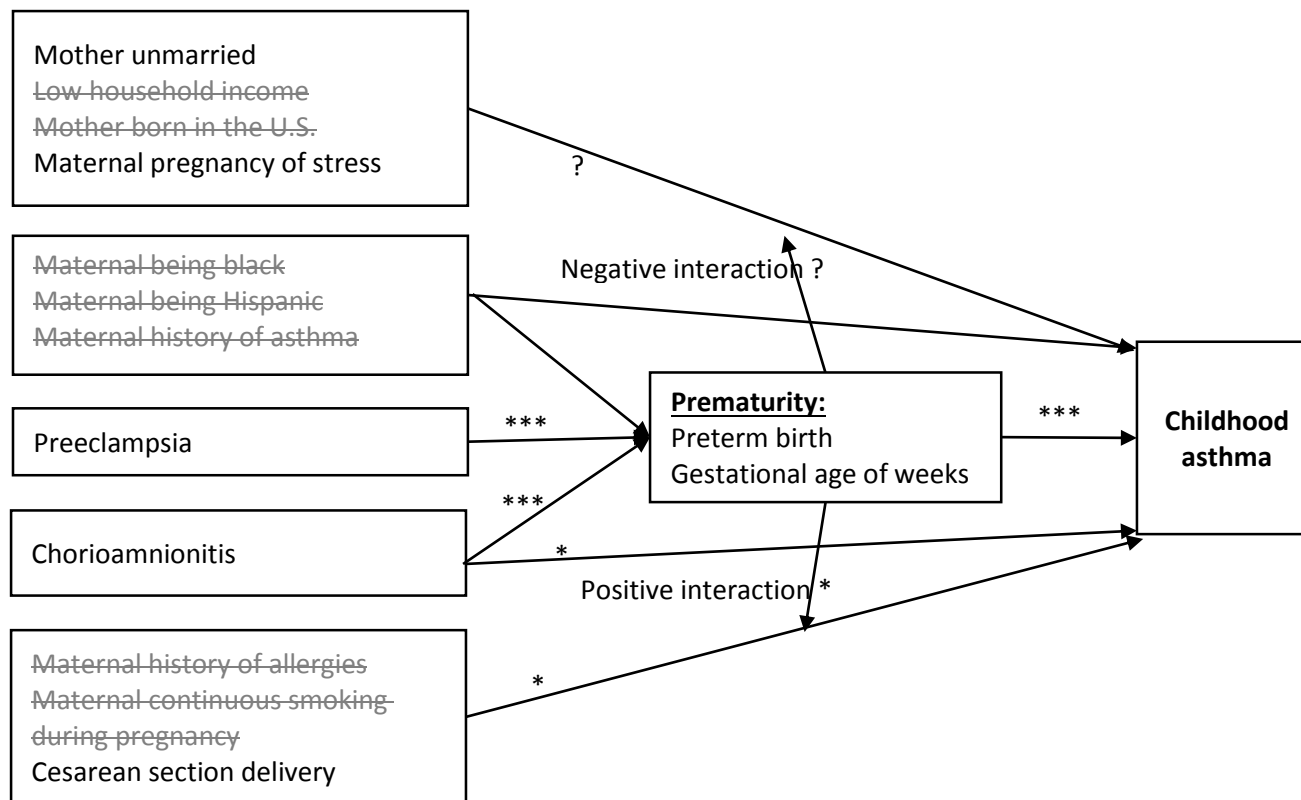 Mother unmarried
Low household income
Mother born in the U.S.
Maternal pregnancy of stress
?
Maternal being black
Maternal being Hispanic
Maternal history of asthma
Negative interaction ?
Preeclampsia
***
Prematurity:
Preterm birth
Gestational age of weeks
***
Childhood
asthma
Chorioamnionitis
***
*
Positive interaction *
Maternal history of allergies
Maternal continuous smoking
during pregnancy
Cesarean section delivery
*